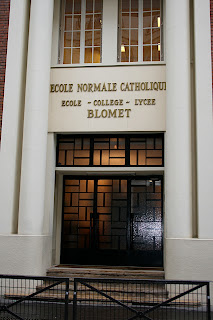 ECOLE NORMALE CATHOLIQUE
ECOLE - COLLEGE - LYCEE
BLOMET